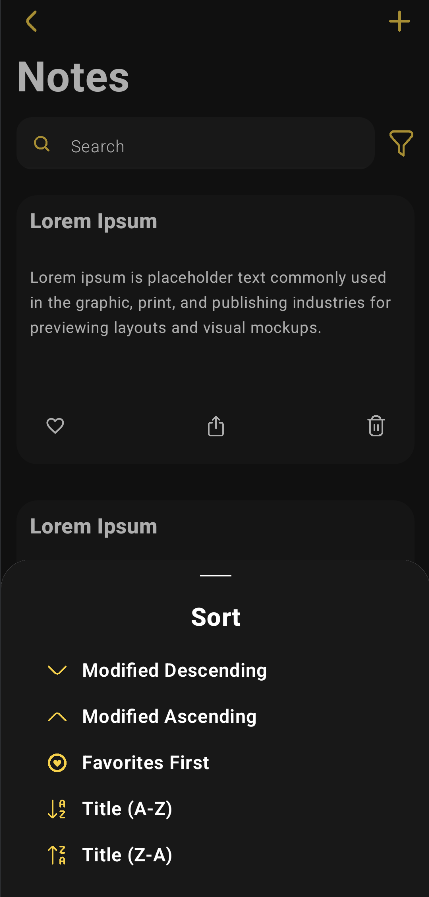 Notes
Search
Lorem Ipsum
Lorem ipsum is placeholder text commonly used
in the graphic, print, and publishing industries for
previewing layouts and visual mockups.
Lorem Ipsum
Sort
Modified Descending
Modified Ascending
Favorites First
Title (A-Z)
Title (Z-A)